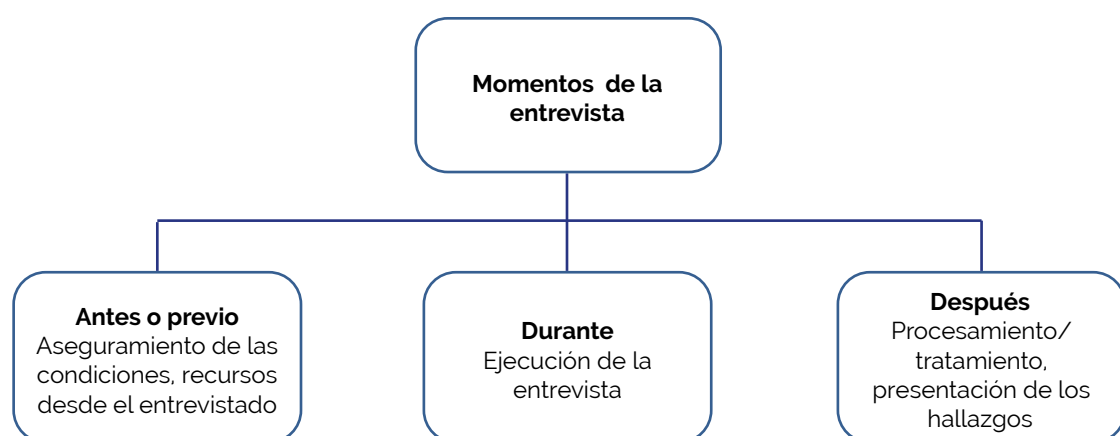 Momentos de la
entrevista
Antes o previo
Aseguramiento de las
condiciones, recursos
desde el entrevistado
Durante
Ejecución de la
entrevista
Después
Procesamiento/
tratamiento,
presentación de los
hallazgos